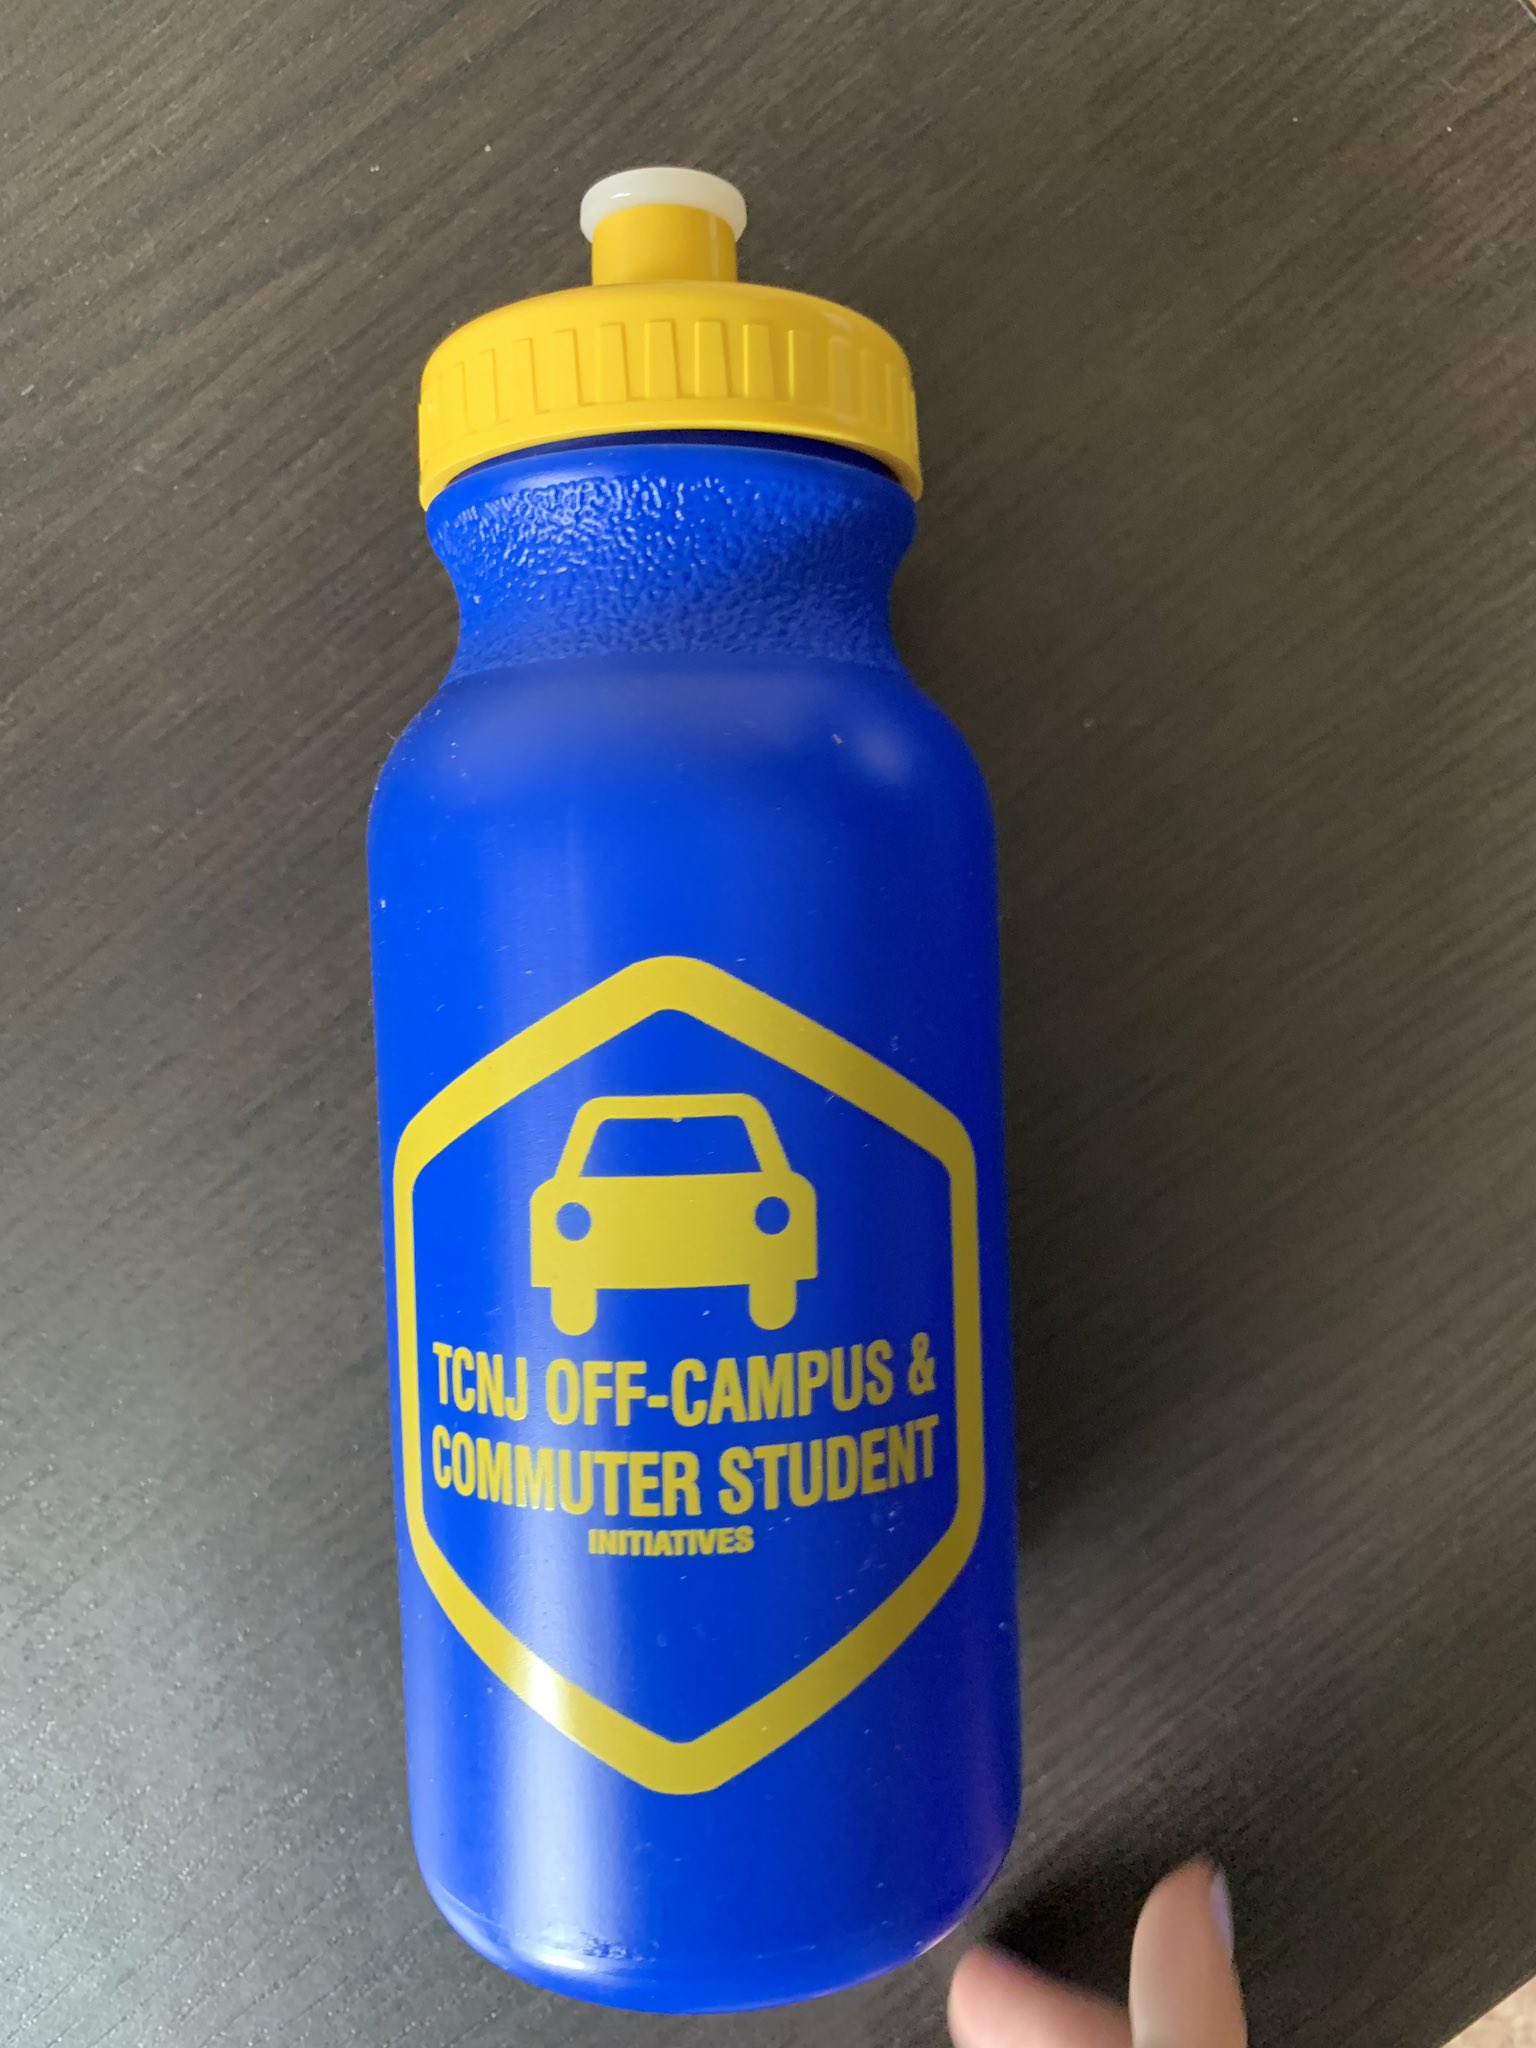 TCNJ OFF-CAMPUS &
COMMUTER STUDENT
INITIATIVES